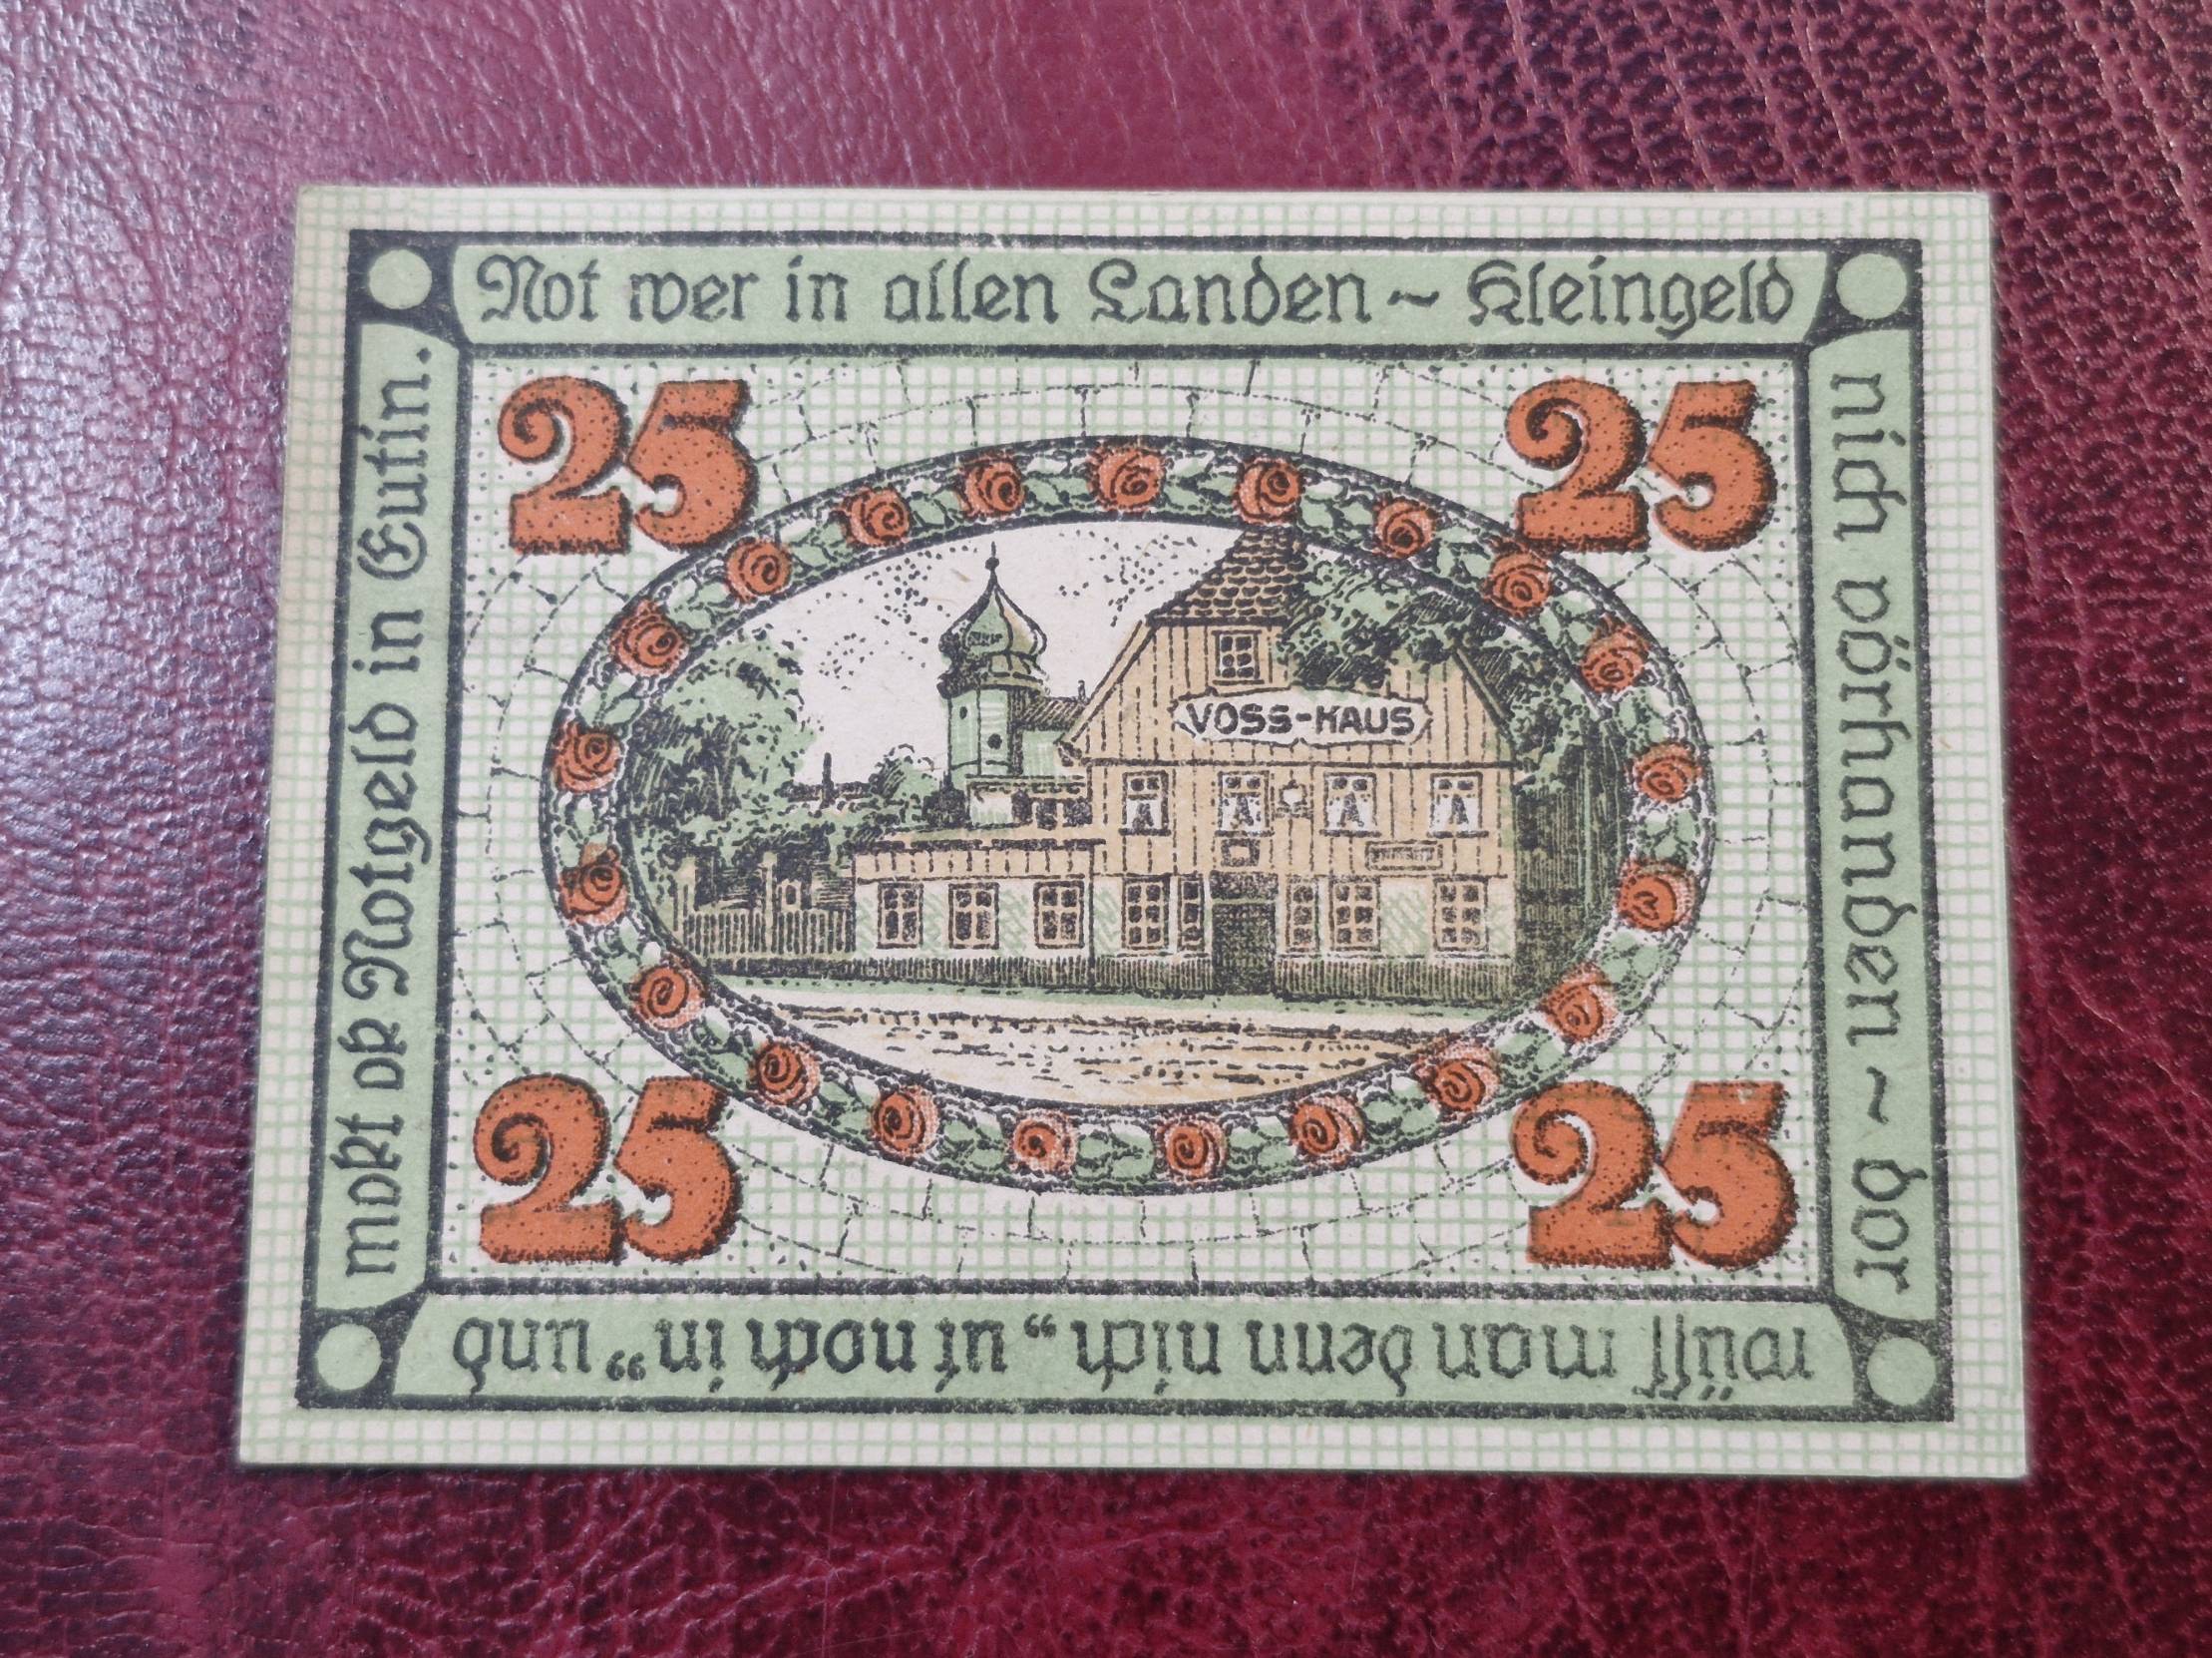 Not wer in allen Landen ~ Kleingeld
nich vörhanden ~ dor
wüss man denn nich „ut noch in“ und
makt ok Notgeld in Eutin.
25
25
VOSS-HAUS
25
25